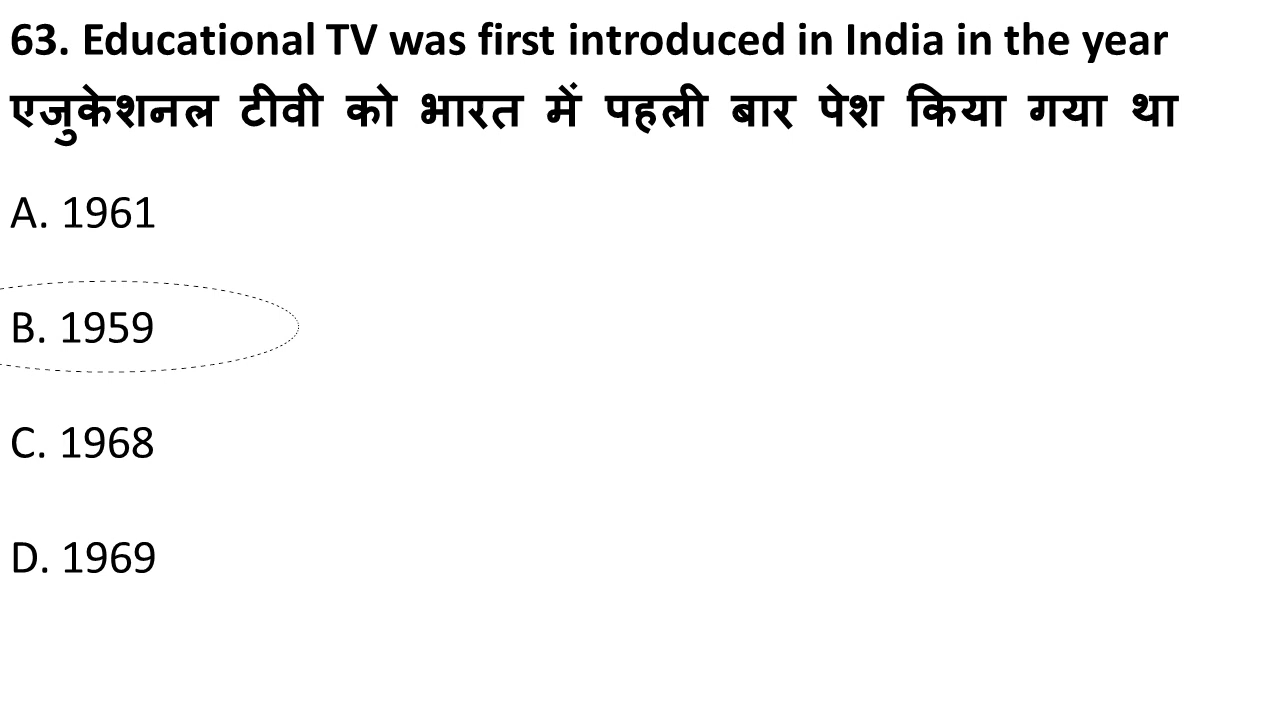 63. Educational TV was first introduced in India in the year
एजुकेशनल टीवी को भारत में पहली बार पेश किया गया था
A. 1961
B. 1959
C. 1968
D. 1969